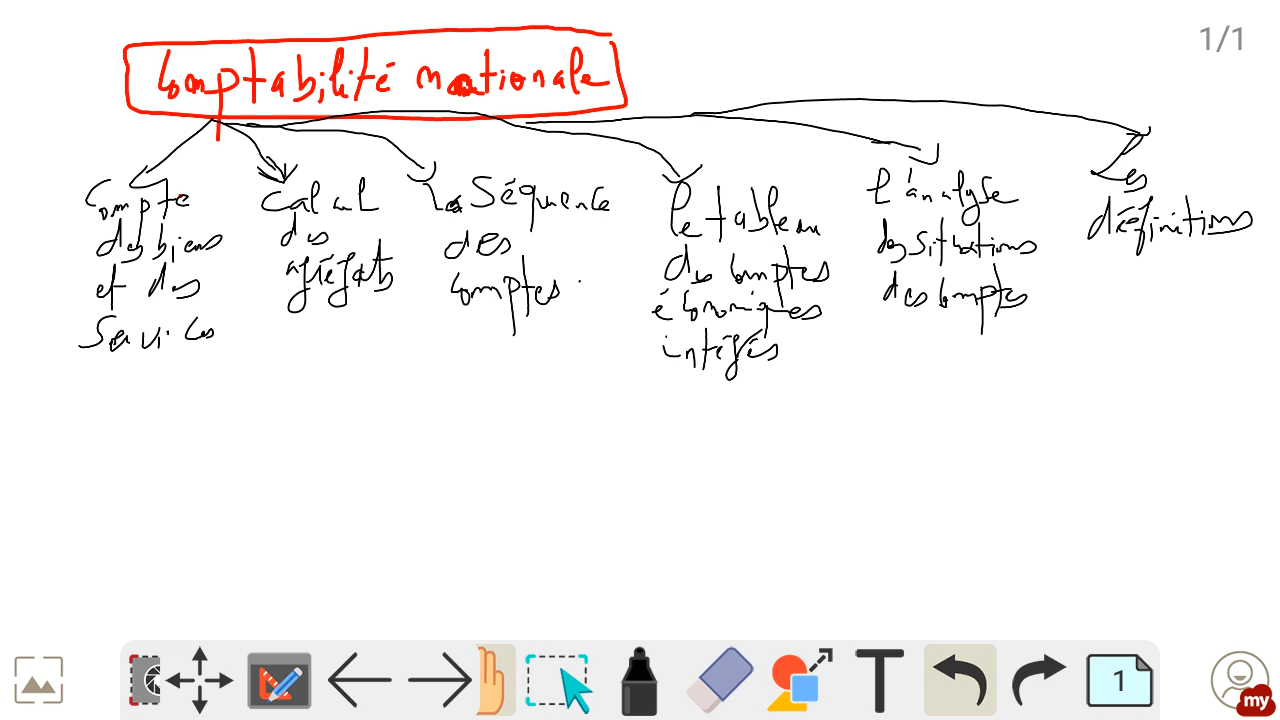 1/1
Comptabilité nationale
Compte
des biens
et des
Services
Calcul
des
agrégats
La Séquence
des
comptes
le tableau
des comptes
économiques
intégrés
l'analyse
des situations
des comptes
Les
définitions
T
1
my